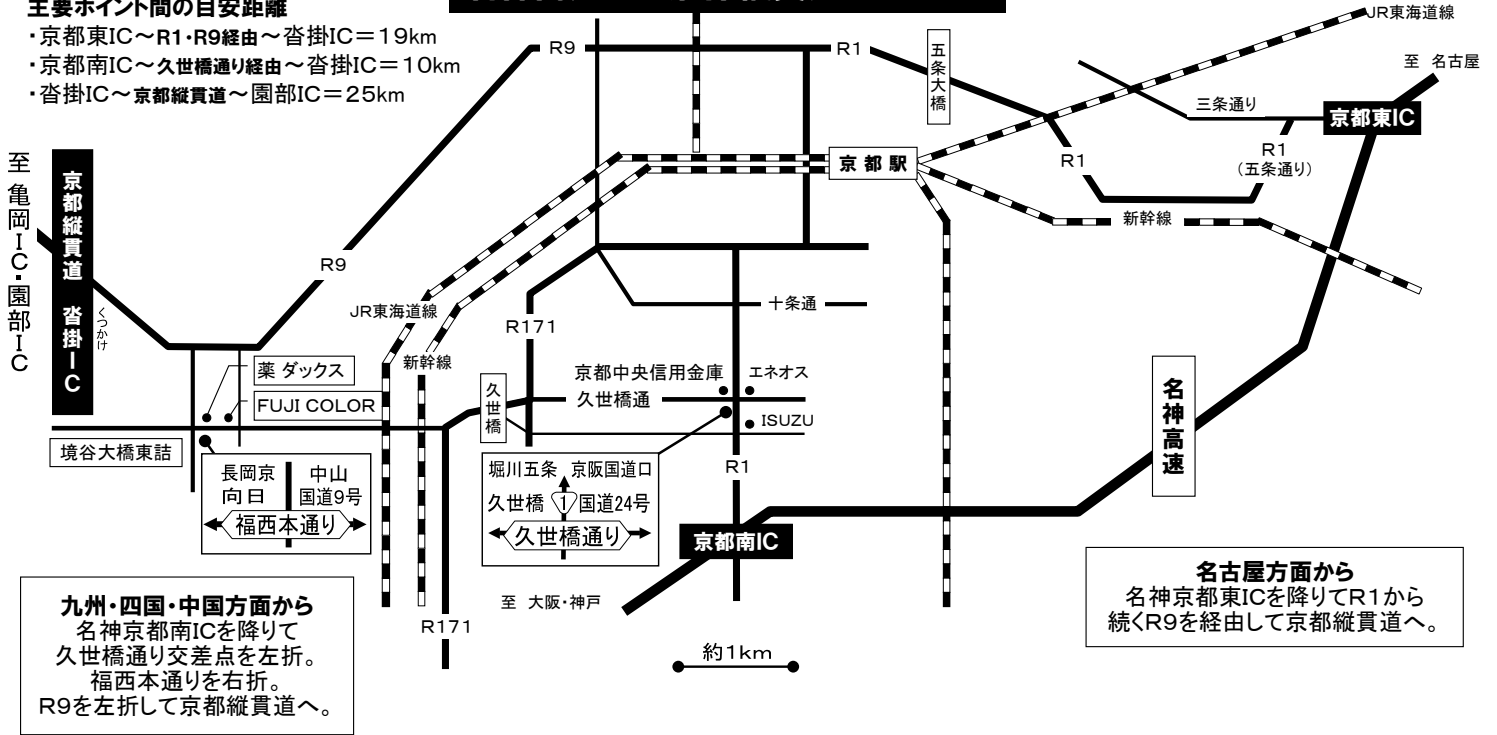 主要ポイント間の目安距離
・京都東IC～R1・R9経由～沓掛IC＝19km
・京都南IC～久世橋通り経由～沓掛IC＝10km
・沓掛IC～京都縦貫道～園部IC＝25km
R9
R1
五条大橋
JR東海道線
至 名古屋
三条通り
京都東IC
R1
R1
(五条通り)
京都駅
新幹線
至 亀岡IC・園部IC
京都縦貫道 沓掛IC
くつかけ
R9
JR東海道線
新幹線
R171
十条通
薬 ダックス
FUJI COLOR
久世橋
京都中央信用金庫
エネオス
久世橋通
ISUZU
名神高速
境谷大橋東詰
長岡京
向日
中山
国道9号
福西本通り
堀川五条 京阪国道口
久世橋 1 国道24号
久世橋通り
R1
京都南IC
至 大阪・神戸
R171
約1km
九州・四国・中国方面から
名神京都南ICを降りて
久世橋通り交差点を左折。
福西本通りを右折。
R9を左折して京都縦貫道へ。
名古屋方面から
名神京都東ICを降りてR1から
続くR9を経由して京都縦貫道へ。